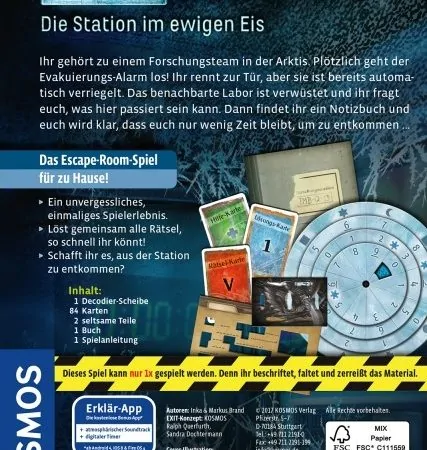 Die Station im ewigen Eis
Ihr gehört zu einem Forschungsteam in der Arktis. Plötzlich geht der
Evakuierungs-Alarm los! Ihr rennt zur Tür, aber sie ist bereits automa-
tisch verriegelt. Das benachbarte Labor ist verwüstet und ihr fragt
euch, was hier passiert sein kann. Dann findet ihr ein Notizbuch und
euch wird klar, dass euch nur wenig Zeit bleibt, um zu entkommen ...
Das Escape-Room-Spiel
für zu Hause!
▶ Ein unvergessliches,
einmaliges Spielerlebnis.
▶ Löst gemeinsam alle Rätsel,
so schnell ihr könnt!
▶ Schafft ihr es, aus der Station
zu entkommen?
Inhalt:
1 Decodier-Scheibe
84 Karten
2 seltsame Teile
1 Buch
1 Spielanleitung
Hilfe-Karte
Lösungs-Karte
1
Rätsel-Karte
V
Dieses Spiel kann nur 1x gespielt werden. Denn ihr beschriftet, faltet und zerreißt das Material.
KOSMOS
Erklär-App
Die kostenlose Bonus-App*
+ atmosphärischer Soundtrack
+ digitaler Timer
Autoren: Inka & Markus Brand
EXIT-Konzept: KOSMOS
Ralph Querfurth,
Sandra Dochtermann
© 2017 KOSMOS Verlag
Pfizerstr. 5-7
D-70184 Stuttgart
Tel.: +49 711 2191-0
Fax: +49 711 2191-199
Alle Rechte vorbehalten.
FSC
MIX
Papier
FSC® C111559